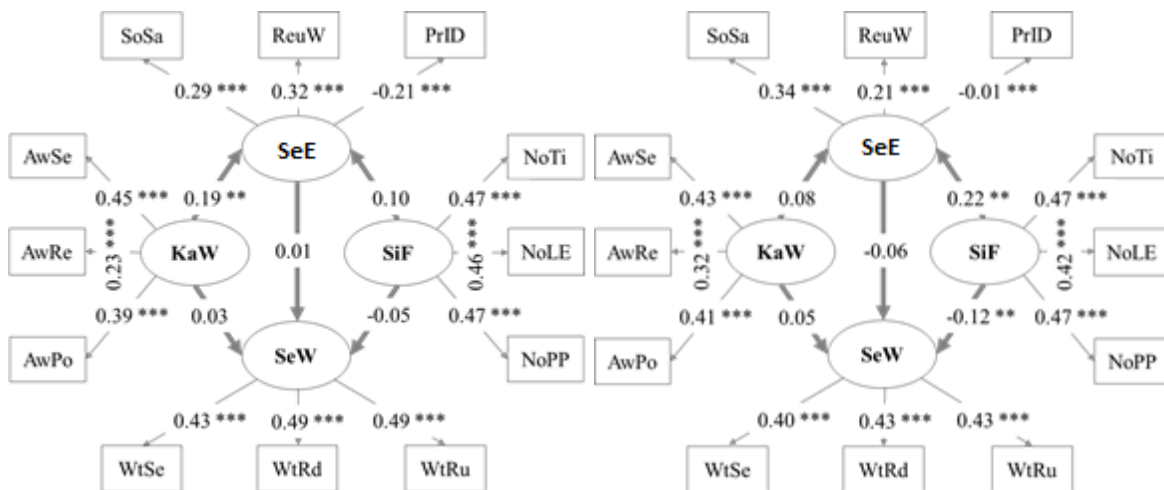 SoSa ReuW PrID
0.29 *** 0.32 *** -0.21 ***
SeE
AwSe NoTi
0.45 *** 0.19 ** 0.10 0.47 ***
AwRe 0.23 *** KaW 0.01 SiF 0.46 *** NoLE
0.39 *** 0.03 -0.05 0.47 ***
AwPo SeW NoPP
0.43 *** 0.49 *** 0.49 ***
WtSe WtRd WtRu
SoSa ReuW PrID
0.34 *** 0.21 *** -0.01 ***
SeE
AwSe NoTi
0.43 *** 0.08 0.22 ** 0.47 ***
AwRe 0.32 *** KaW -0.06 SiF 0.42 *** NoLE
0.41 *** 0.05 -0.12 ** 0.47 ***
AwPo SeW NoPP
0.40 *** 0.43 *** 0.43 ***
WtSe WtRd WtRu